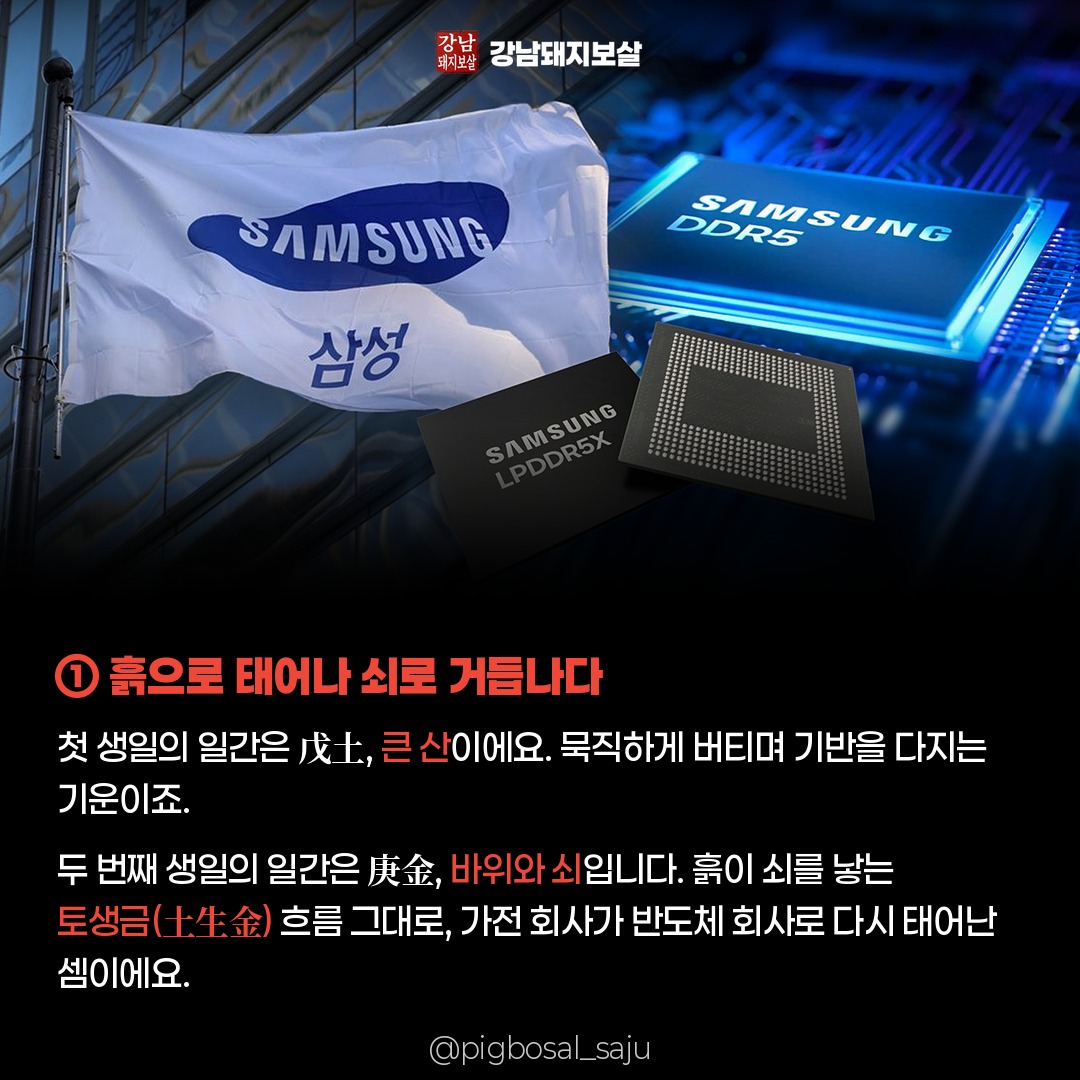 강남
돼지보살
강남돼지보살
SAMSUNG
삼성
SAMSUNG
DDR5
SAMSUNG
LPDDR5X
① 흙으로 태어나 쇠로 거듭나다
첫 생일의 일간은 戊土, 큰 산이에요. 묵직하게 버티며 기반을 다지는
기운이죠.
두 번째 생일의 일간은 庚金, 바위와 쇠입니다. 흙이 쇠를 낳는
토생금(土生金) 흐름 그대로, 가전 회사가 반도체 회사로 다시 태어난
셈이에요.
@pigbosal_saju